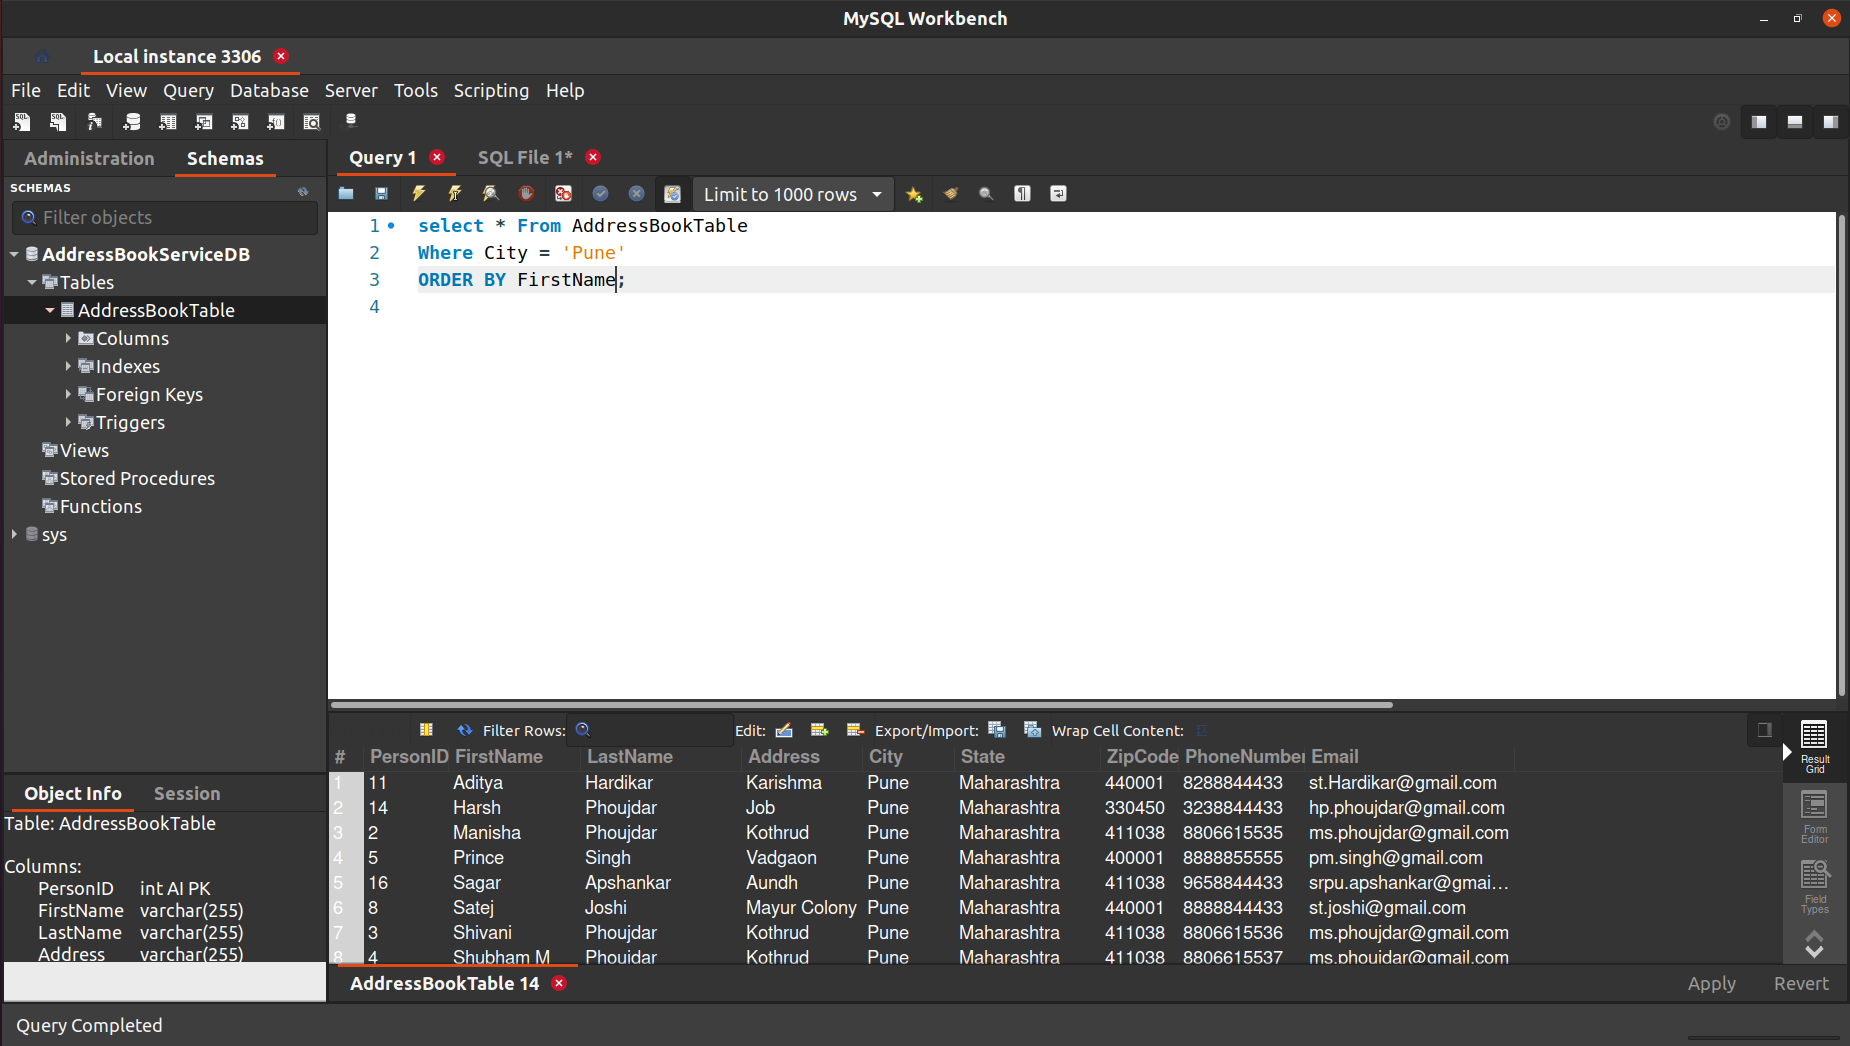 MySQL Workbench
Local instance 3306
File Edit View Query Database Server Tools Scripting Help
Administration Schemas
SCHEMAS
Filter objects
AddressBookServiceDB
Tables
AddressBookTable
Columns
Indexes
Foreign Keys
Triggers
Views
Stored Procedures
Functions
sys
Object Info Session
Table: AddressBookTable
Columns:
PersonID int AI PK
FirstName varchar(255)
LastName varchar(255)
Address varchar(255)
Query 1 SQL File 1*
Limit to 1000 rows
1 select * From AddressBookTable
2 Where City = 'Pune'
3 ORDER BY FirstName;
4
Filter Rows: Edit: Export/Import: Wrap Cell Content:
# PersonID FirstName LastName Address City State ZipCode PhoneNumber Email
1 11 Aditya Hardikar Karishma Pune Maharashtra 440001 8288844433 st.Hardikar@gmail.com
2 14 Harsh Phoujdar Job Pune Maharashtra 330450 3238844433 hp.phoujdar@gmail.com
3 2 Manisha Phoujdar Kothrud Pune Maharashtra 411038 8806615535 ms.phoujdar@gmail.com
4 5 Prince Singh Vadgaon Pune Maharashtra 400001 8888855555 pm.singh@gmail.com
5 16 Sagar Apshankar Aundh Pune Maharashtra 411038 9658844433 srpu.apshankar@gmai...
6 8 Satej Joshi Mayur Colony Pune Maharashtra 440001 8888844433 st.joshi@gmail.com
7 3 Shivani Phoujdar Kothrud Pune Maharashtra 411038 8806615536 ms.phoujdar@gmail.com
8 4 Shubham M Phoujdar Kothrud Pune Maharashtra 411038 8806615537 ms.phoujdar@gmail.com
Result
Grid
Form
Editor
Field
Types
AddressBookTable 14
Apply Revert
Query Completed